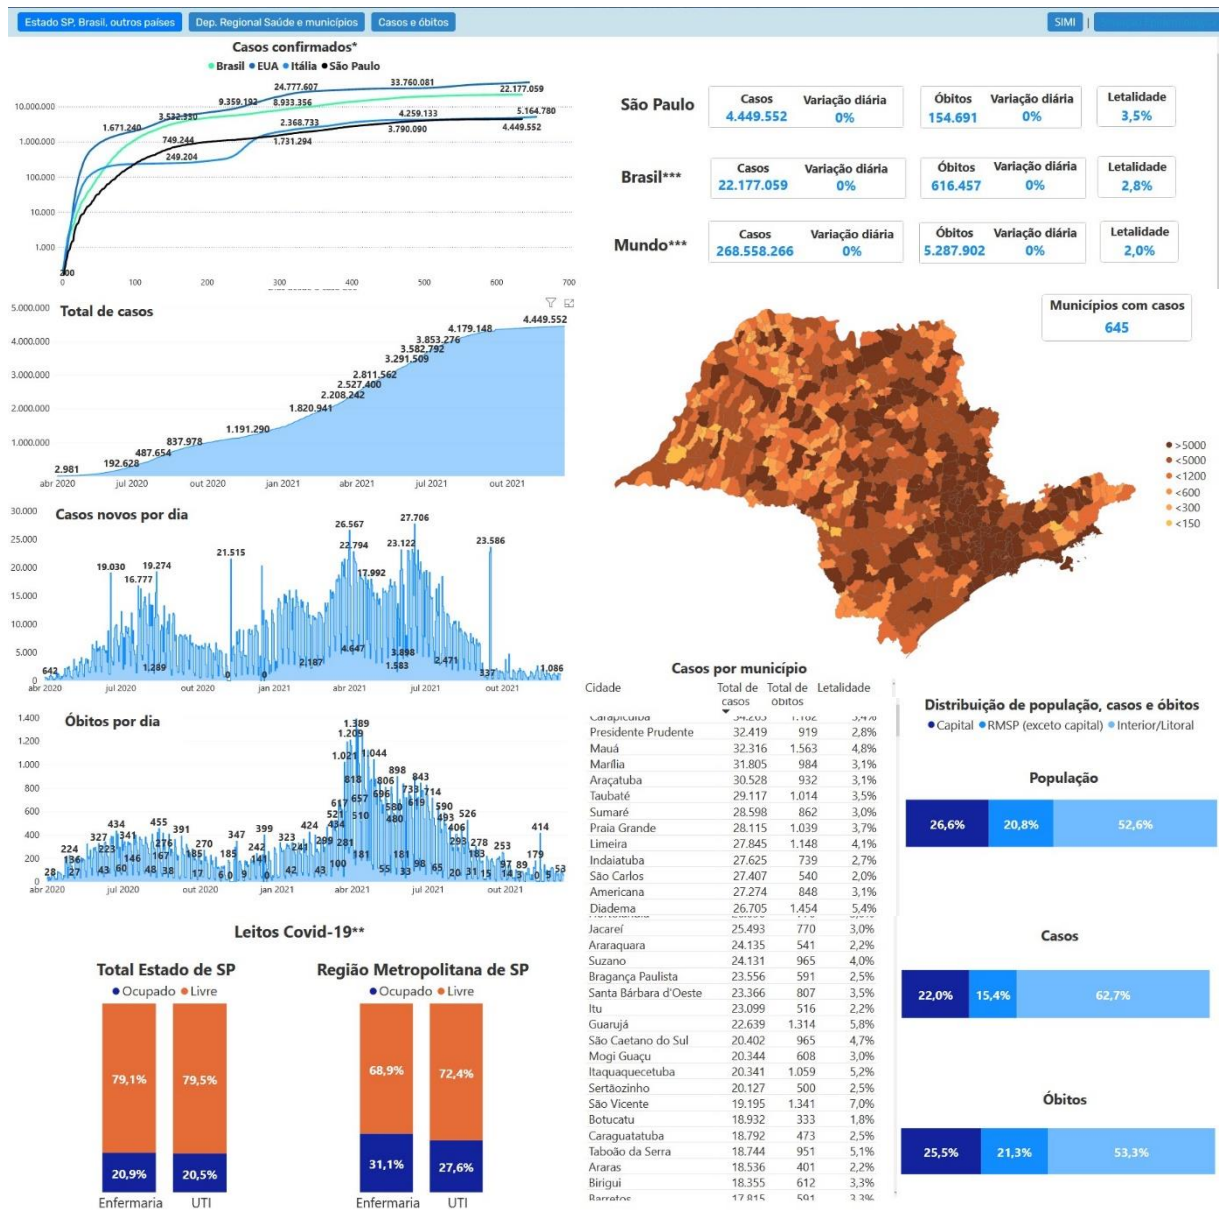 Estado SP, Brasil, outros países
Dep. Regional Saúde e municípios
Casos e óbitos
SIMI |
Casos confirmados*
Brasil EUA Itália São Paulo
10.000.000
1.000.000
100.000
10.000
1.000
200
1.671.240
3.532.330
9.359.192
24.777.607
33.760.081
22.177.059
8.933.356
749.244
249.204
2.368.733
1.731.294
4.259.133
3.790.090
5.164.780
4.449.552
0 100 200 300 400 500 600 700
São Paulo
Casos Variação diária
4.449.552 0%
Óbitos Variação diária
154.691 0%
Letalidade
3,5%
Brasil***
Casos Variação diária
22.177.059 0%
Óbitos Variação diária
616.457 0%
Letalidade
2,8%
Mundo***
Casos Variação diária
268.558.266 0%
Óbitos Variação diária
5.287.902 0%
Letalidade
2,0%
Total de casos
5.000.000
4.000.000
3.000.000
2.000.000
1.000.000
2.981
192.628
487.654
837.978
1.191.290
1.820.941
2.208.242
2.527.400
2.811.562
3.291.509
3.582.792
3.853.276
4.179.148
4.449.552
abr 2020 jul 2020 out 2020 jan 2021 abr 2021 jul 2021 out 2021
Municípios com casos
645
>5000
<5000
<1200
<600
<300
<150
Casos novos por dia
30.000
25.000
20.000
15.000
10.000
5.000
0
642
19.030
16.777
19.274
1.289
21.515
0
0
2.187
26.567
22.794
17.992
4.647
23.122
27.706
3.898
1.583
2.471
23.586
337
1.086
abr 2020 jul 2020 out 2020 jan 2021 abr 2021 jul 2021 out 2021
Óbitos por dia
1.400
1.200
1.000
800
600
400
200
0
28 224 136 27 327 223 43 434 341 60 146 48 455 276 167 38 391 185 17 270 6 0 185 347 9
242 141 399 0 323 42 241 424 43 299
617 521 434 281 100
1.021 1.209 1.389 818 657 510 181
1.044 696 806 580 480 55 898 181 33
733 843 619 98 714 65 590 493 406 293 20 526 183 31 278 15 253 97 14 89 3 179 0 414 5 53
abr 2020 jul 2020 out 2020 jan 2021 abr 2021 jul 2021 out 2021
Casos por município
Cidade Total de casos Total de óbitos Letalidade
Presidente Prudente 32.419 919 2,8%
Mauá 32.316 1.563 4,8%
Marília 31.805 984 3,1%
Araçatuba 30.528 932 3,1%
Taubaté 29.117 1.014 3,5%
Sumaré 28.598 862 3,0%
Praia Grande 28.115 1.039 3,7%
Limeira 27.845 1.148 4,1%
Indaiatuba 27.625 739 2,7%
São Carlos 27.407 540 2,0%
Americana 27.274 848 3,1%
Diadema 26.705 1.454 5,4%
Jacareí 25.493 770 3,0%
Araraquara 24.135 541 2,2%
Suzano 24.131 965 4,0%
Bragança Paulista 23.556 591 2,5%
Santa Bárbara d'Oeste 23.366 807 3,5%
Itu 23.099 516 2,2%
Guarujá 22.639 1.314 5,8%
São Caetano do Sul 20.402 965 4,7%
Mogi Guaçu 20.344 608 3,0%
Itaquaquecetuba 20.341 1.059 5,2%
Sertãozinho 20.127 500 2,5%
São Vicente 19.195 1.341 7,0%
Botucatu 18.932 333 1,8%
Caraguatatuba 18.792 473 2,5%
Taboão da Serra 18.744 951 5,1%
Araras 18.536 401 2,2%
Birigui 18.355 612 3,3%
Barretos 17.815 591 3,3%
Distribuição de população, casos e óbitos
Capital RMSP (exceto capital) Interior/Litoral
População
26,6% 20,8% 52,6%
Casos
22,0% 15,4% 62,7%
Óbitos
25,5% 21,3% 53,3%
Leitos Covid-19**
Total Estado de SP
Ocupado Livre
79,1% 79,5%
20,9% 20,5%
Enfermaria UTI
Região Metropolitana de SP
Ocupado Livre
68,9% 72,4%
31,1% 27,6%
Enfermaria UTI